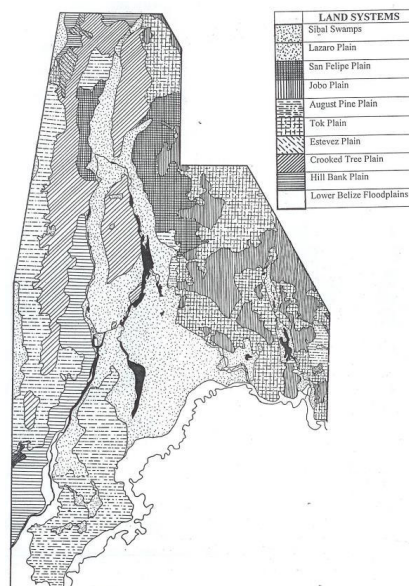 LAND SYSTEMS
Sibal Swamps
Lazaro Plain
San Felipe Plain
Jobo Plain
August Pine Plain
Tok Plain
Estevez Plain
Crooked Tree Plain
Hill Bank Plain
Lower Belize Floodplains